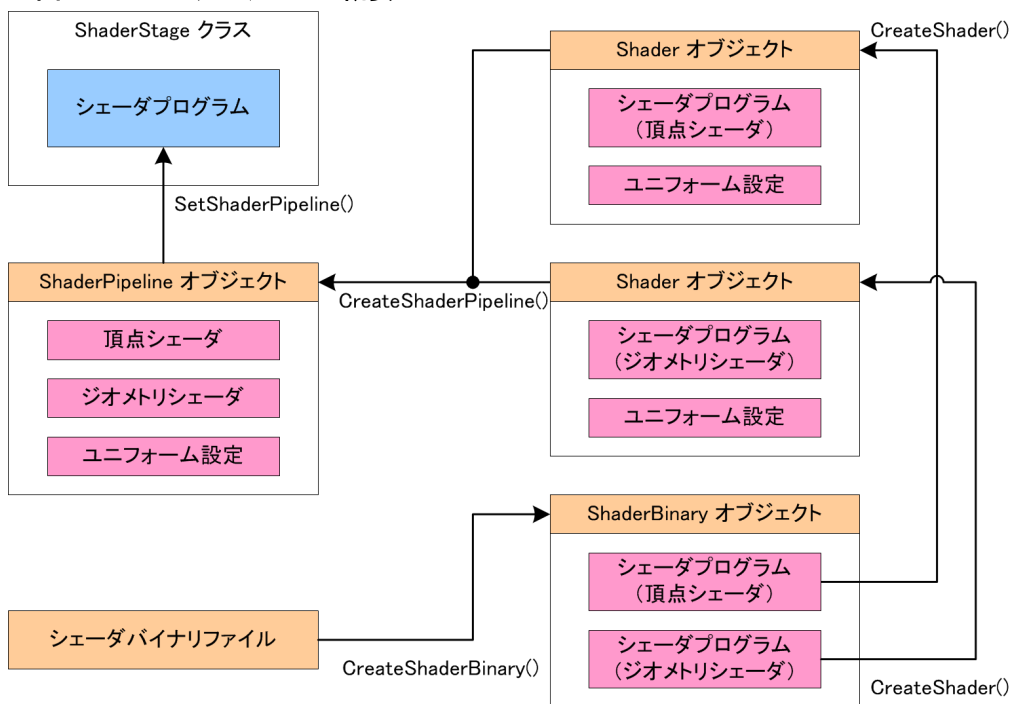 ShaderStage クラス
シェーダプログラム
SetShaderPipeline()
ShaderPipeline オブジェクト
頂点シェーダ
ジオメトリシェーダ
ユニフォーム設定
シェーダバイナリファイル
CreateShaderPipeline()
CreateShaderBinary()
Shader オブジェクト
シェーダプログラム
（頂点シェーダ）
ユニフォーム設定
Shader オブジェクト
シェーダプログラム
（ジオメトリシェーダ）
ユニフォーム設定
ShaderBinary オブジェクト
シェーダプログラム
（頂点シェーダ）
シェーダプログラム
（ジオメトリシェーダ）
CreateShader()
CreateShader()